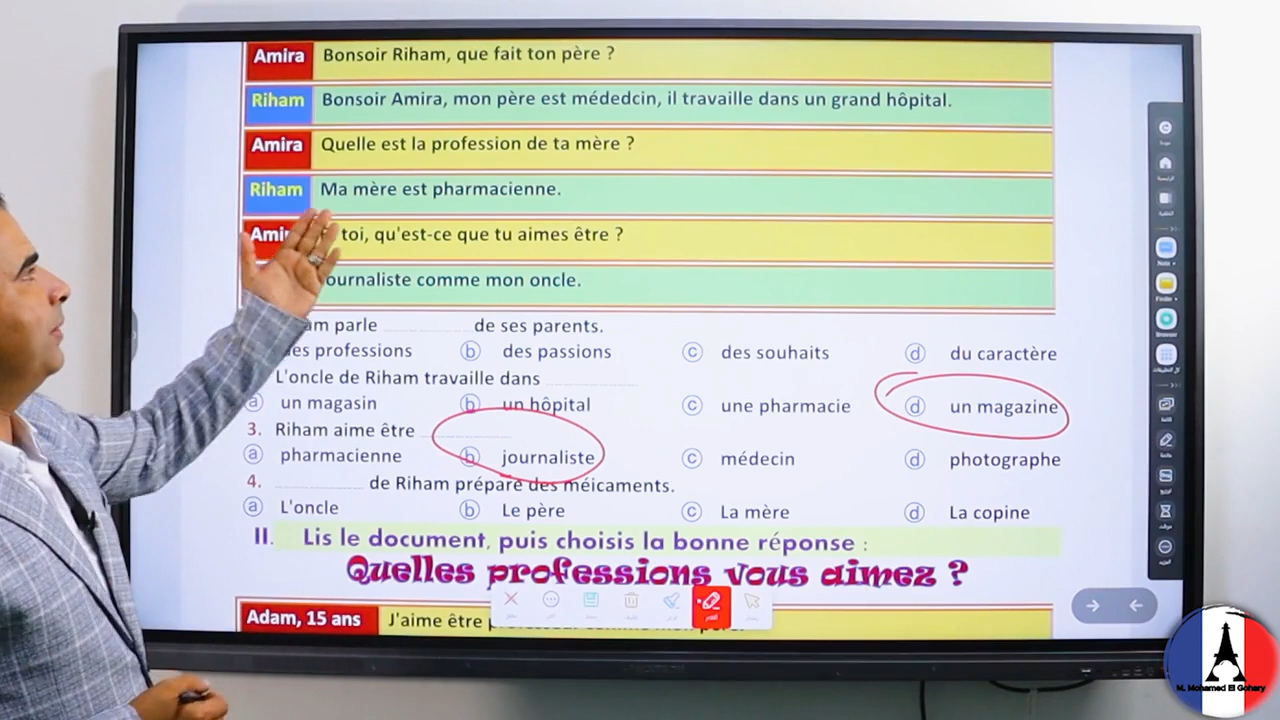 Amira Bonsoir Riham, que fait ton père ?
Riham Bonsoir Amira, mon père est médedcin, il travaille dans un grand hôpital.
Amira Quelle est la profession de ta mère ?
Riham Ma mère est pharmacienne.
toi, qu'est-ce que tu aimes être ?
ournaliste comme mon oncle.
am parle .................. de ses parents.
des professions ⓑ des passions ⓒ des souhaits ⓓ du caractère
L'oncle de Riham travaille dans ..................
ⓐ un magasin ⓑ un hôpital ⓒ une pharmacie ⓓ un magazine
3. Riham aime être ..................
ⓐ pharmacienne ⓑ journaliste ⓒ médecin ⓓ photographe
4. .................. de Riham prépare des méicaments.
ⓐ L'oncle ⓑ Le père ⓒ La mère ⓓ La copine
II. Lis le document, puis choisis la bonne réponse :
Quelles professions vous aimez ?
Adam, 15 ans J'aime être
M. Mohamed El Gohary